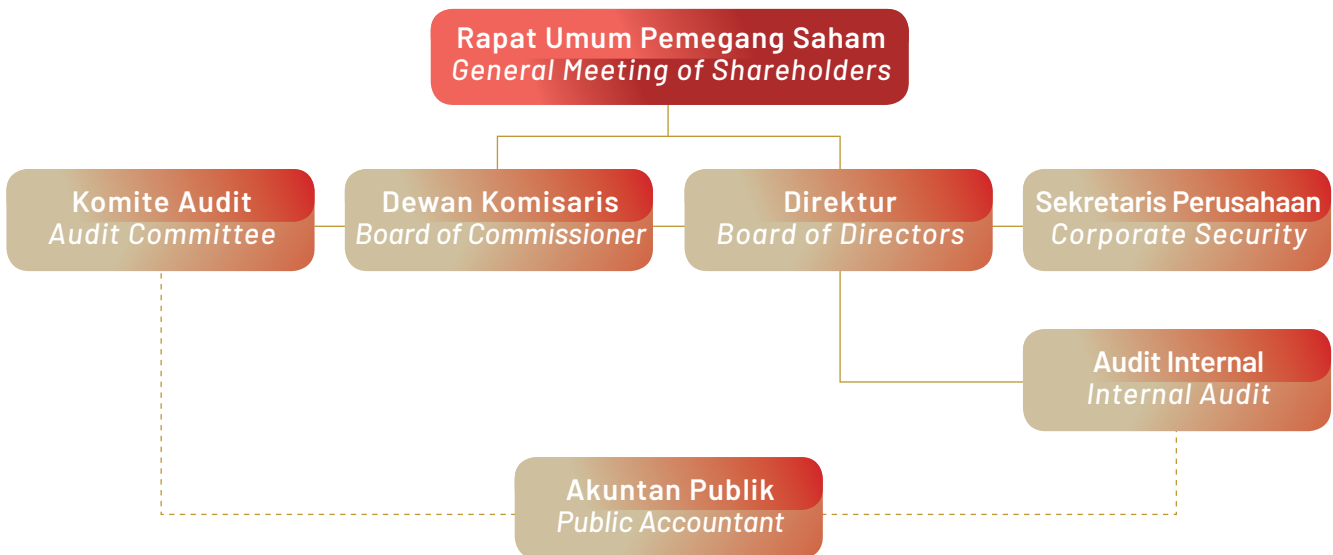 Rapat Umum Pemegang Saham
General Meeting of Shareholders
Komite Audit
Audit Committee
Dewan Komisaris
Board of Commissioner
Direktur
Board of Directors
Sekretaris Perusahaan
Corporate Security
Audit Internal
Internal Audit
Akuntan Publik
Public Accountant